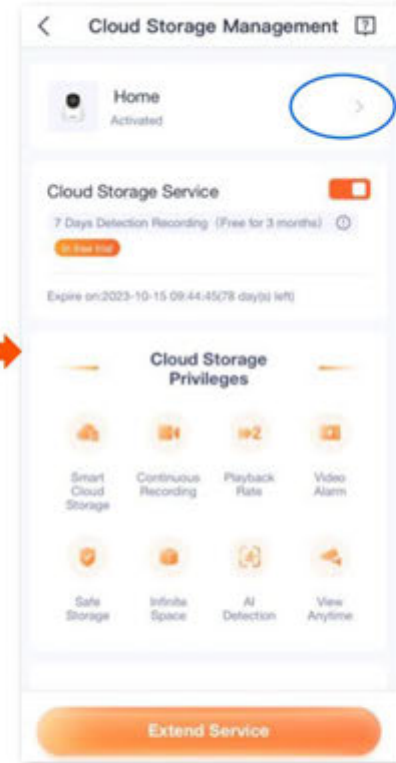 Cloud Storage Management
Home
Activated
Cloud Storage Service
7 Days Detection Recording (Free for 3 months)
In free trial
Expire on:2023-10-15 09:44:45(78 day(s) left)
Cloud Storage
Privileges
Smart
Cloud
Storage
Continuous
Recording
Playback
Rate
Video
Alarm
Safe
Storage
Infinite
Space
AI
Detection
View
Anytime
Extend Service